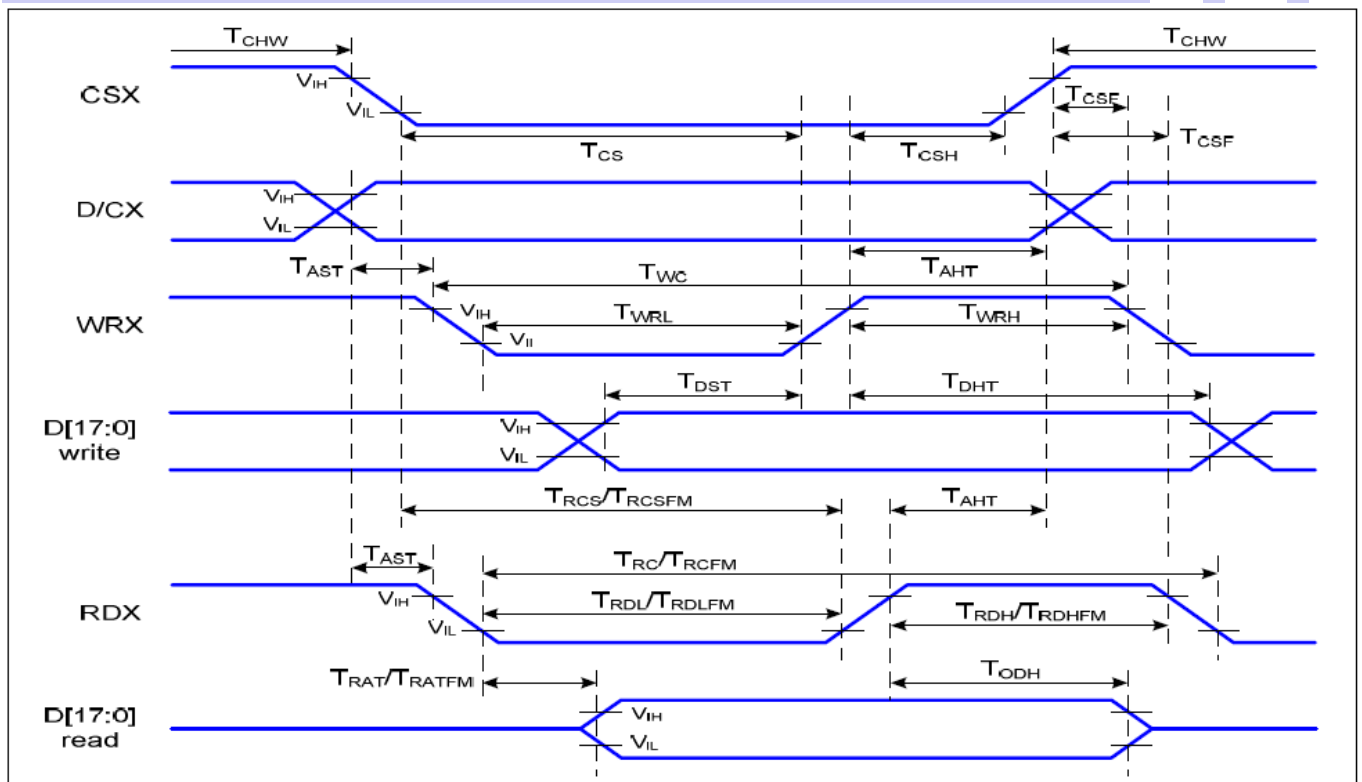 TCHW TCHW
VIH
CSX
TCSF
VIL
TCS TCSH TCSF
VIH
D/CX
VIL
TAST TWC TAHT
VIH
WRX TWRL TWRH
VIL
TDST TDHT
D[17:0]
write
VIH
VIL
TRCS/TRCSFM TAHT
TAST TRC/TRCFM
VIH
RDX TRDL/TRDLFM TRDH/TRDHFM
VIL
TRAT/TRATFM TODH
D[17:0]
read
VIH
VIL